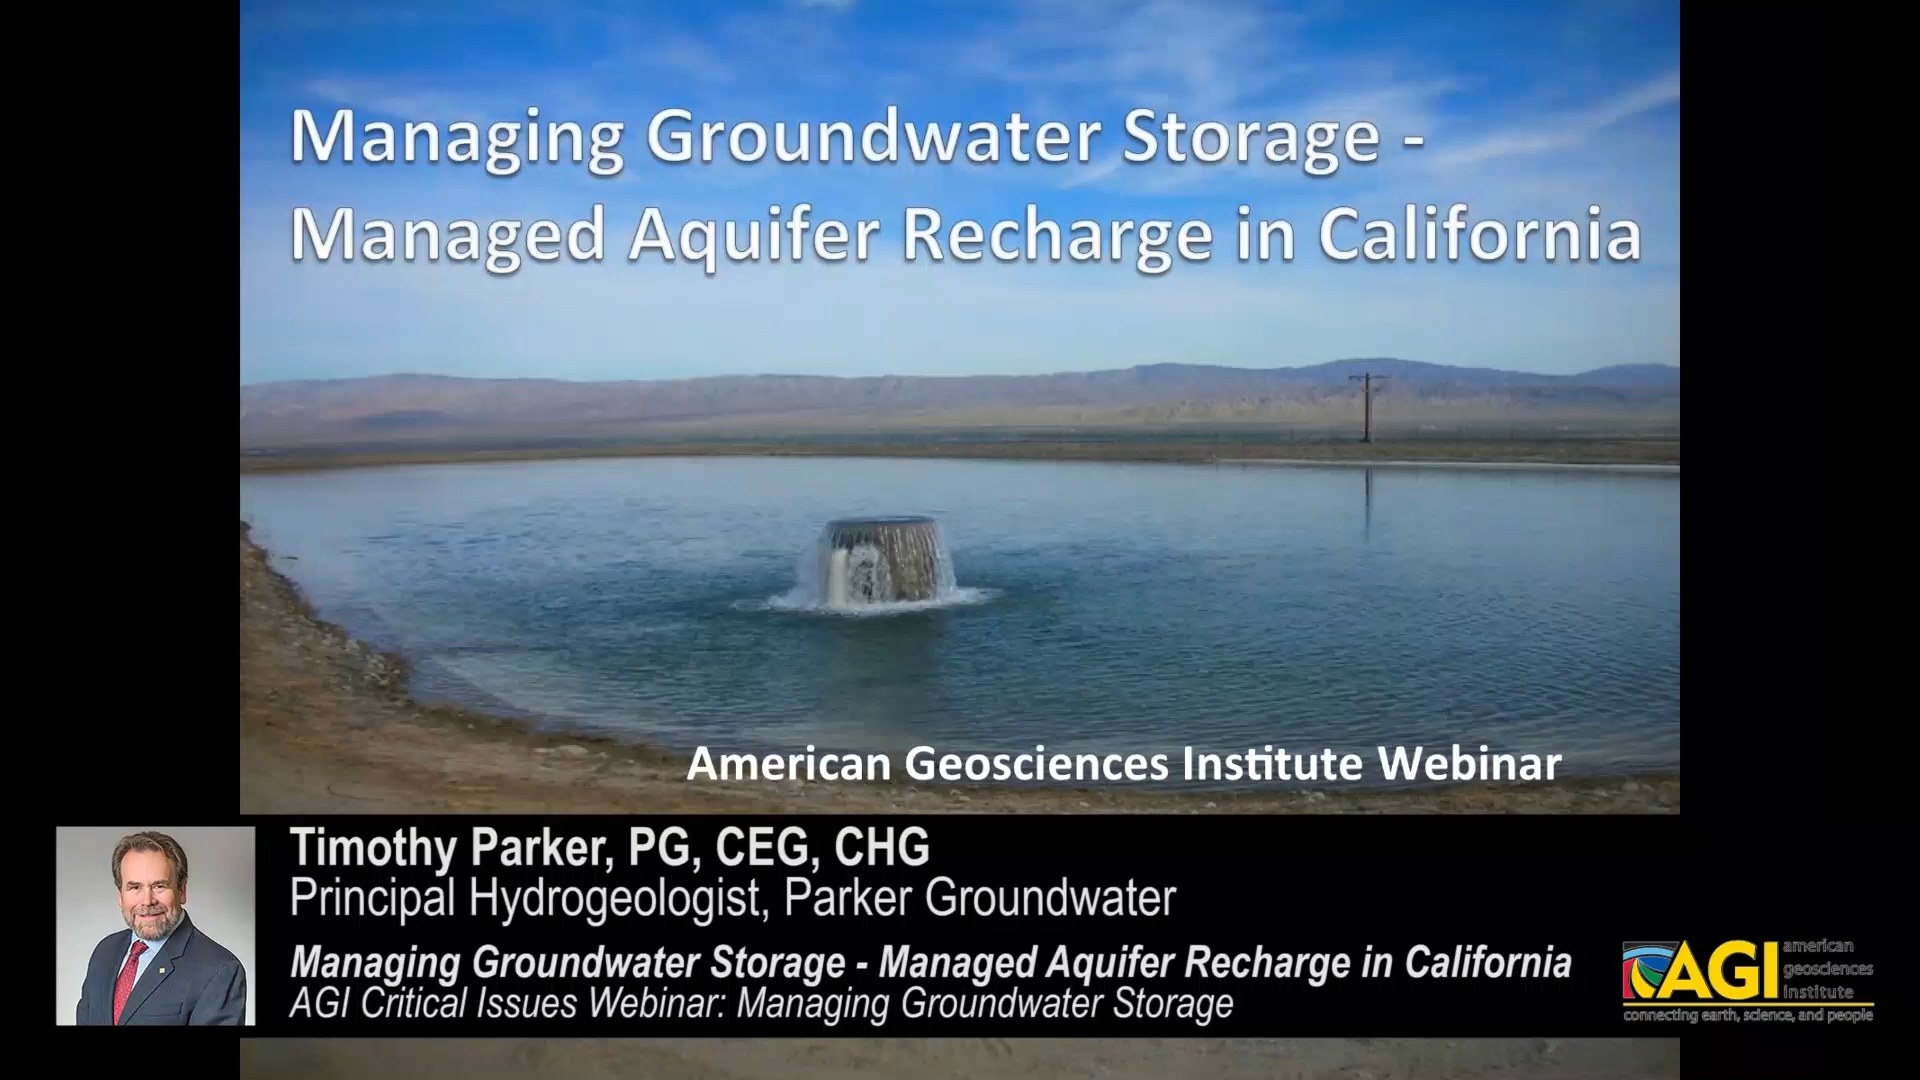 Managing Groundwater Storage -
Managed Aquifer Recharge in California
American Geosciences Institute Webinar
Timothy Parker, PG, CEG, CHG
Principal Hydrogeologist, Parker Groundwater
Managing Groundwater Storage - Managed Aquifer Recharge in California
AGI Critical Issues Webinar: Managing Groundwater Storage
AGI american
geosciences
institute
connecting earth, science, and people